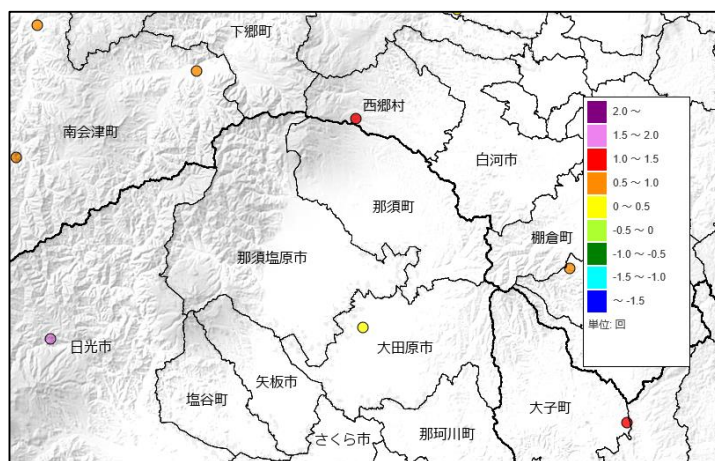 下郷町
西郷村
南会津町
白河市
那須町
棚倉町
那須塩原市
日光市
大田原市
矢板市
塩谷町
大子町
さくら市
那珂川町
2.0 ～
1.5 ～ 2.0
1.0 ～ 1.5
0.5 ～ 1.0
0 ～ 0.5
-0.5 ～ 0
-1.0 ～ -0.5
-1.5 ～ -1.0
～ -1.5
単位: 回